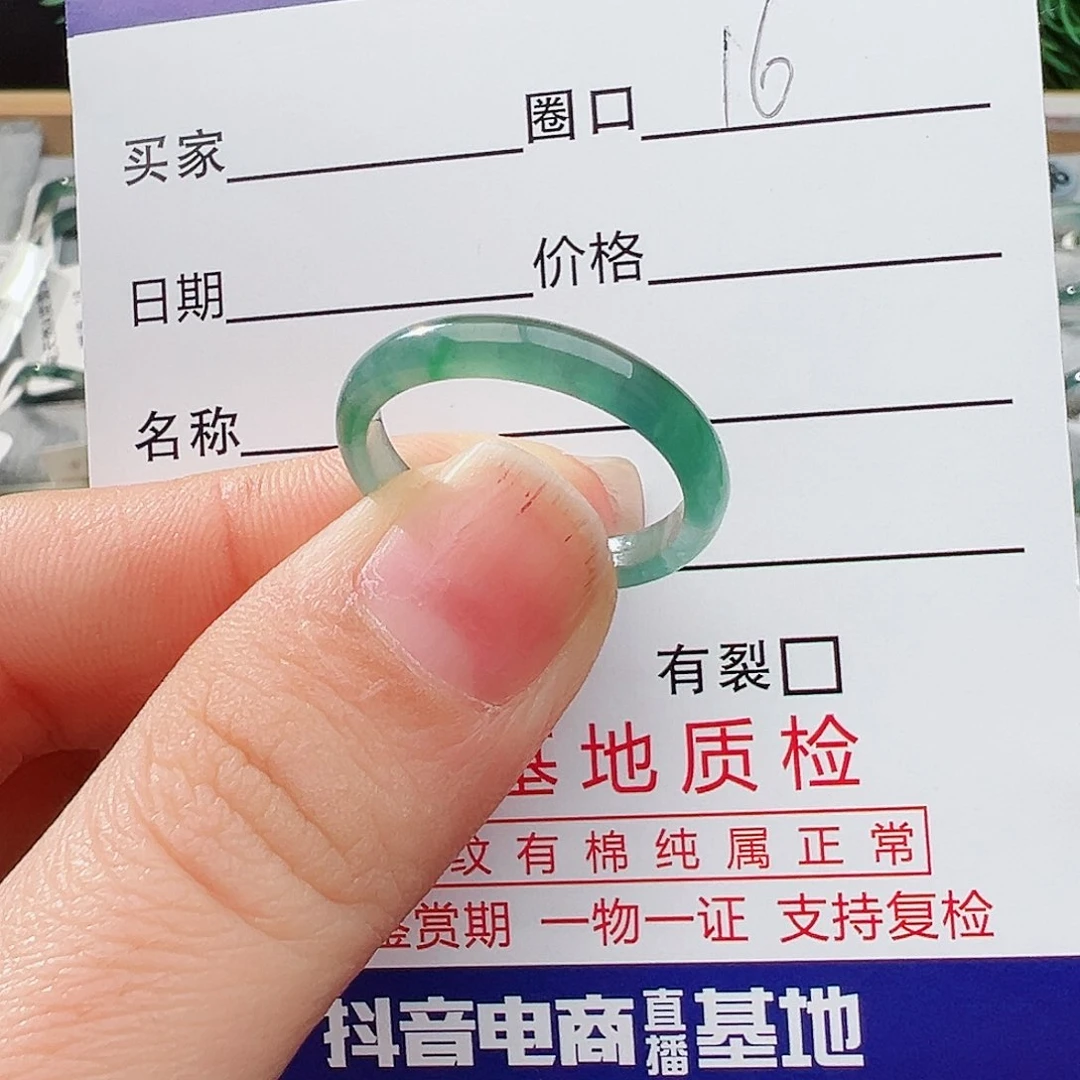 买家 圈口 16
日期 价格
名称
有裂
基地质检
纹有棉纯属正常
鉴赏期 一物一证 支持复检
抖音电商直播基地